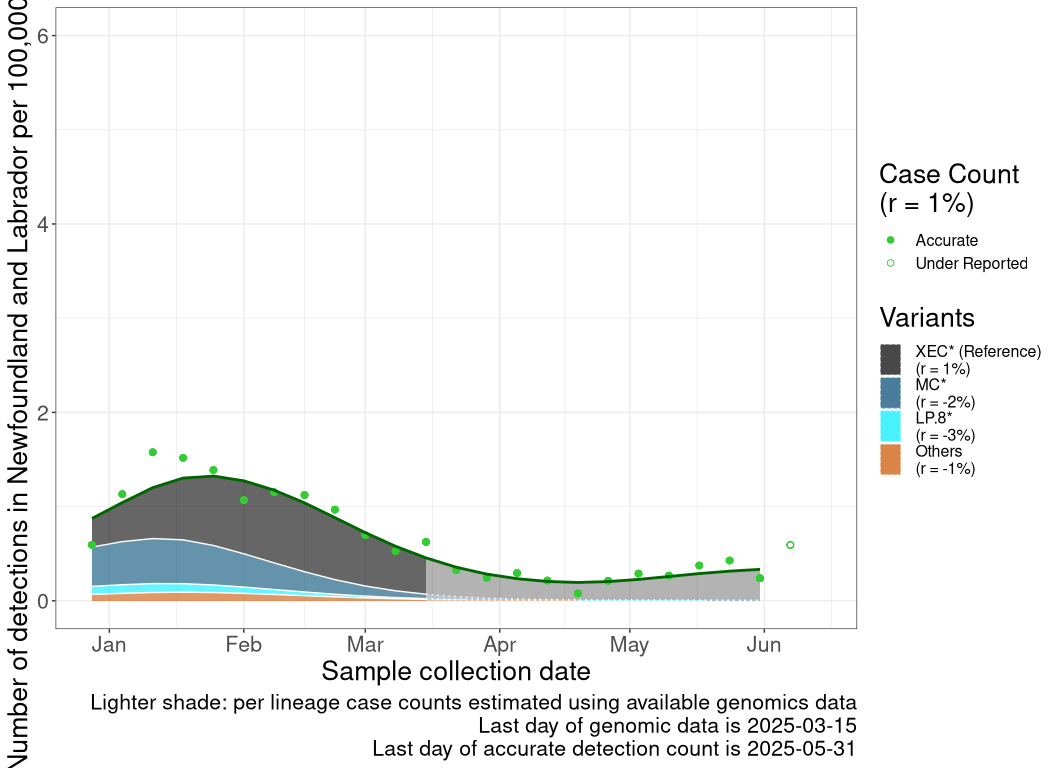 Number of detections in Newfoundland and Labrador per 100,000
6
4
2
0
Jan Feb Mar Apr May Jun
Sample collection date
Lighter shade: per lineage case counts estimated using available genomics data
Last day of genomic data is 2025-03-15
Last day of accurate detection count is 2025-05-31
Case Count
(r = 1%)
Accurate
Under Reported
Variants
XEC* (Reference)
(r = 1%)
MC*
(r = -2%)
LP.8*
(r = -3%)
Others
(r = -1%)